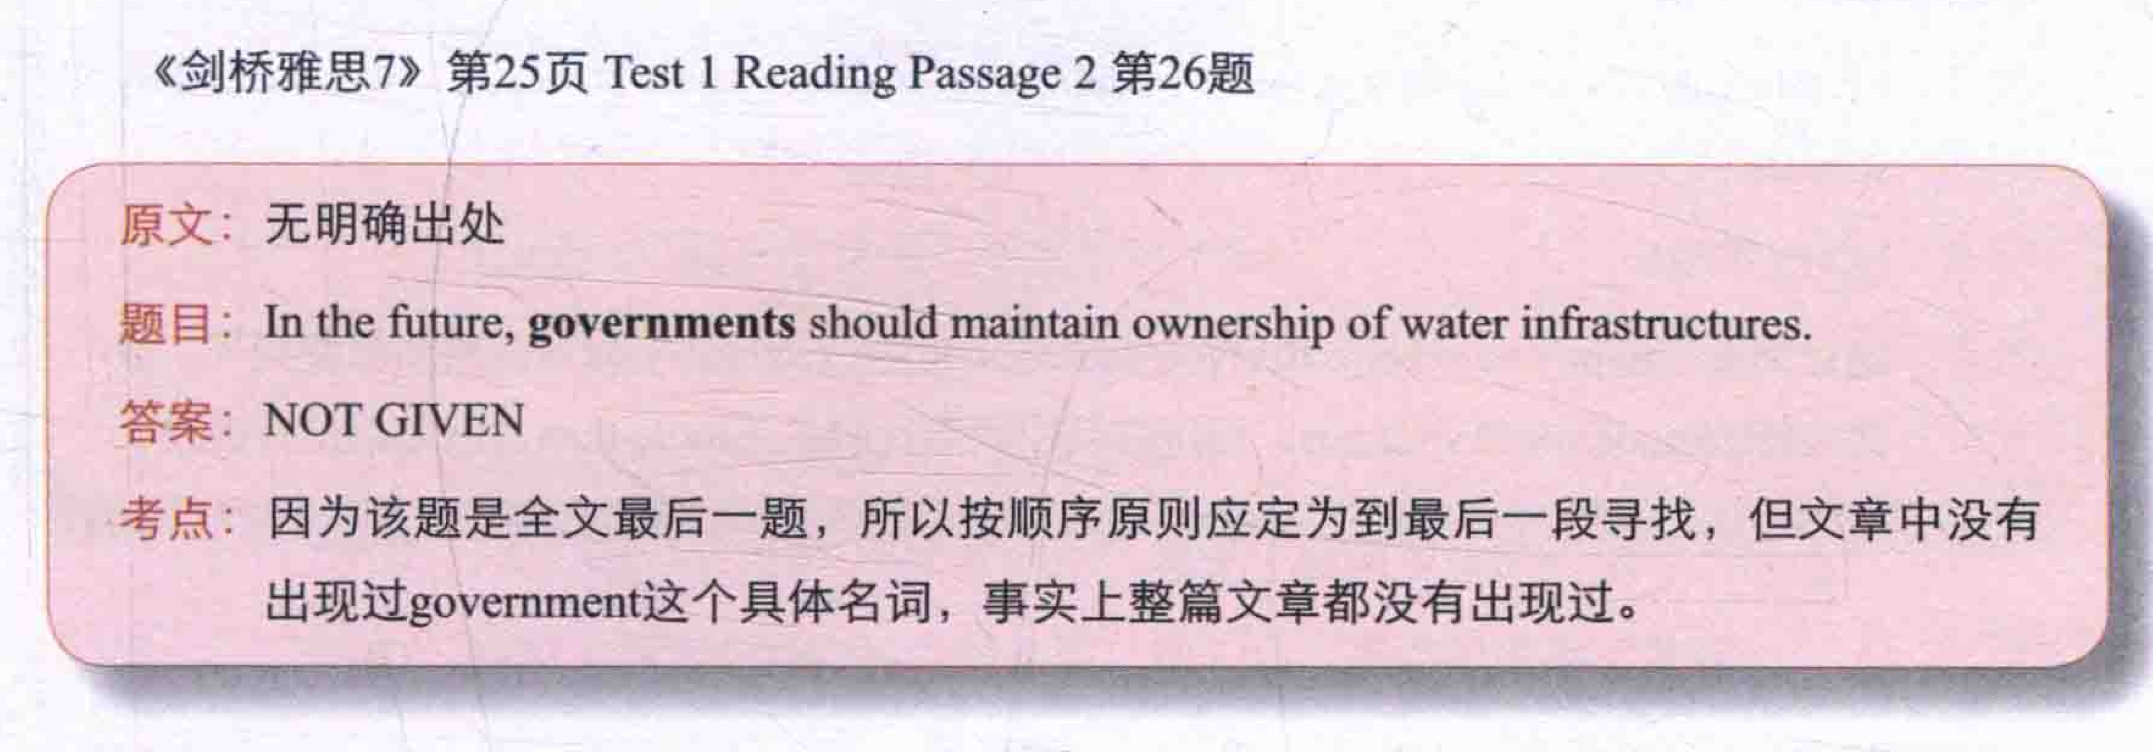 《剑桥雅思7》第25页 Test 1 Reading Passage 2 第26题
原文：无明确出处
题目：In the future, governments should maintain ownership of water infrastructures.
答案：NOT GIVEN
考点：因为该题是全文最后一题，所以按顺序原则应定为到最后一段寻找，但文章中没有
出现过government这个具体名词，事实上整篇文章都没有出现过。